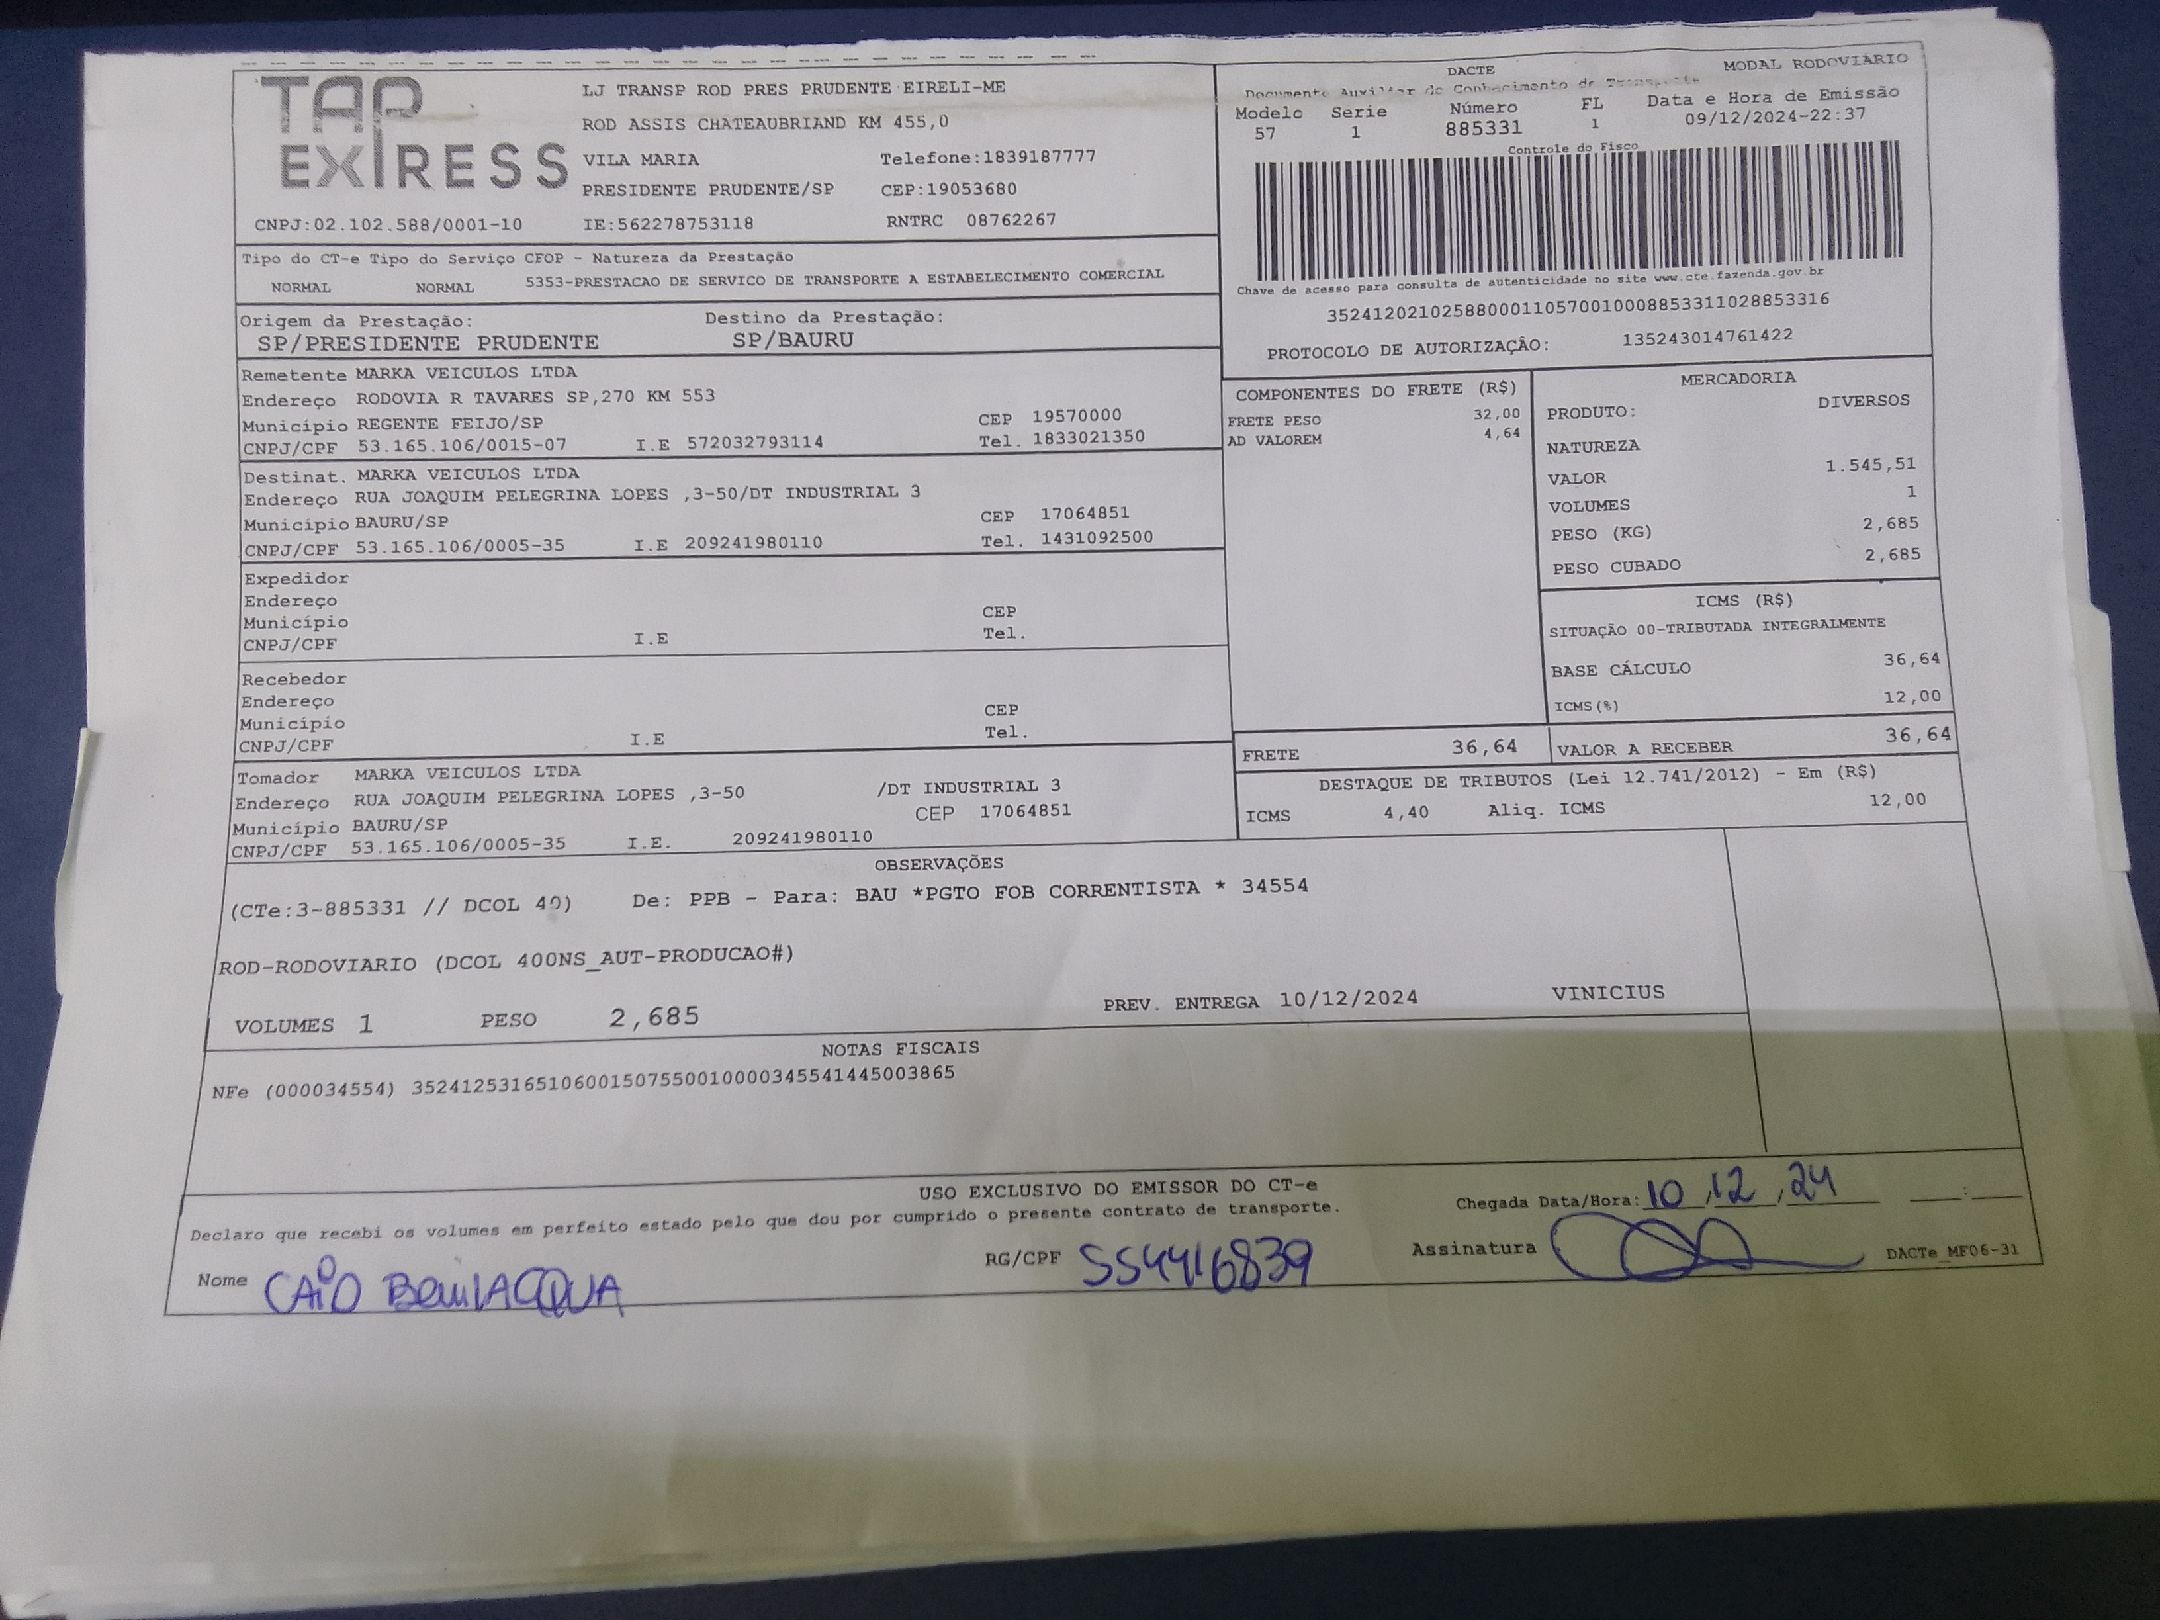 TAP EXPRESS
LJ TRANSP ROD PRES PRUDENTE EIRELI-ME
ROD ASSIS CHATEAUBRIAND KM 455,0
VILA MARIA Telefone:1839187777
PRESIDENTE PRUDENTE/SP CEP:19053680
CNPJ:02.102.588/0001-10 IE:562278753118 RNTRC 08762267
DACTE MODAL RODOVIARIO
Documento Auxiliar de Conhecimento de Transporte
Modelo Serie Número FL Data e Hora de Emissão
57 1 885331 1 09/12/2024-22:37
Controle do Fisco
Chave de acesso para consulta de autenticidade no site www.cte.fazenda.gov.br
35241202102588000110570010008853311028853316
PROTOCOLO DE AUTORIZAÇÃO: 135243014761422
Tipo do CT-e Tipo do Serviço CFOP - Natureza da Prestação
NORMAL NORMAL 5353-PRESTACAO DE SERVICO DE TRANSPORTE A ESTABELECIMENTO COMERCIAL
Origem da Prestação: Destino da Prestação:
SP/PRESIDENTE PRUDENTE SP/BAURU
Remetente MARKA VEICULOS LTDA
Endereço RODOVIA R TAVARES SP,270 KM 553
Município REGENTE FEIJO/SP CEP 19570000
CNPJ/CPF 53.165.106/0015-07 I.E 572032793114 Tel. 1833021350
Destinat. MARKA VEICULOS LTDA
Endereço RUA JOAQUIM PELEGRINA LOPES ,3-50/DT INDUSTRIAL 3
Município BAURU/SP CEP 17064851
CNPJ/CPF 53.165.106/0005-35 I.E 209241980110 Tel. 1431092500
Expedidor
Endereço
Município CEP
CNPJ/CPF I.E Tel.
Recebedor
Endereço
Município CEP
CNPJ/CPF I.E Tel.
Tomador MARKA VEICULOS LTDA
Endereço RUA JOAQUIM PELEGRINA LOPES ,3-50 /DT INDUSTRIAL 3
Município BAURU/SP CEP 17064851
CNPJ/CPF 53.165.106/0005-35 I.E. 209241980110
COMPONENTES DO FRETE (R$)
FRETE PESO 32,00
AD VALOREM 4,64
MERCADORIA
PRODUTO: DIVERSOS
NATUREZA
VALOR 1.545,51
VOLUMES 1
PESO (KG) 2,685
PESO CUBADO 2,685
ICMS (R$)
SITUAÇÃO 00-TRIBUTADA INTEGRALMENTE
BASE CÁLCULO 36,64
ICMS(%) 12,00
FRETE 36,64 VALOR A RECEBER 36,64
DESTAQUE DE TRIBUTOS (Lei 12.741/2012) - Em (R$)
ICMS 4,40 Aliq. ICMS 12,00
OBSERVAÇÕES
(CTe:3-885331 // DCOL 40) De: PPB - Para: BAU *PGTO FOB CORRENTISTA * 34554
ROD-RODOVIARIO (DCOL 400NS_AUT-PRODUCAO#)
VOLUMES 1 PESO 2,685 PREV. ENTREGA 10/12/2024 VINICIUS
NOTAS FISCAIS
NFe (000034554) 35241253165106001507550010000345541445003865
USO EXCLUSIVO DO EMISSOR DO CT-e
Declaro que recebi os volumes em perfeito estado pelo que dou por cumprido o presente contrato de transporte.
Chegada Data/Hora: 10/12/24 __:__
Nome CAIO BEVILACQUA RG/CPF 554416839 Assinatura DACTe_MF06-31